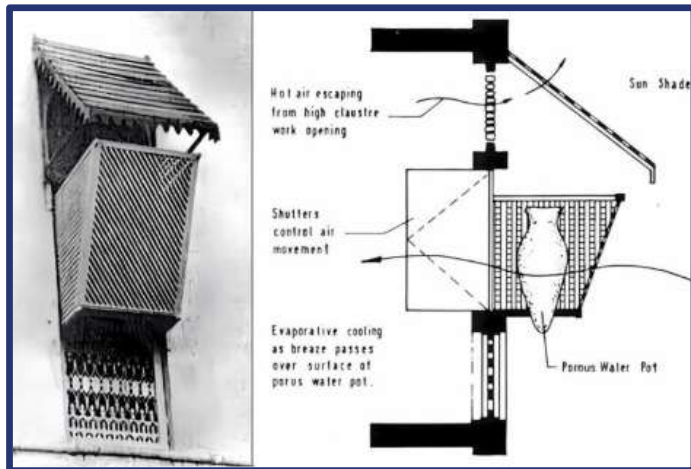 Hot air escaping
from high claustre
work opening
Sun Shade
Shutters
control air
movement
Evaporative cooling
as breaze passes
over surface of
porus water pot.
Porous Water Pot